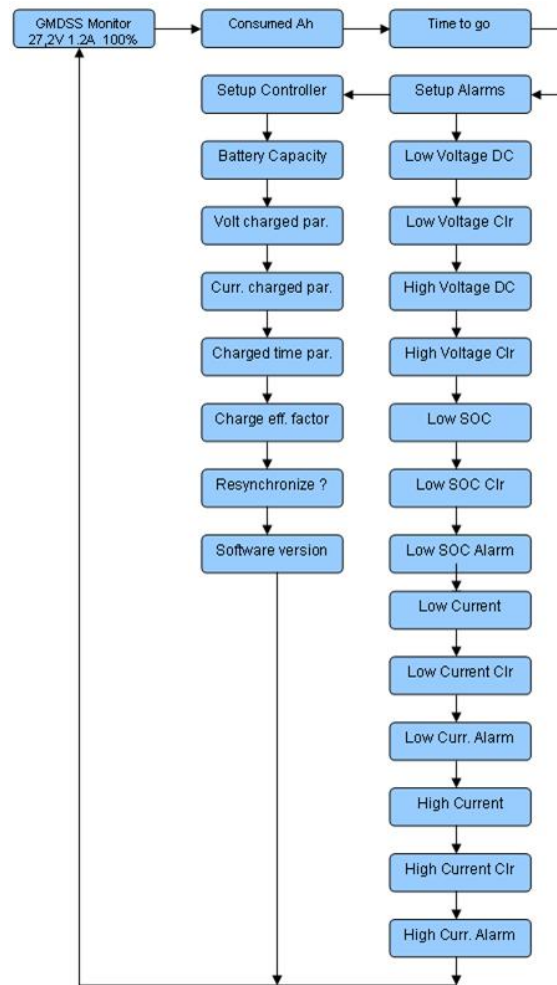 GMDSS Monitor
27,2V 1.2A 100%
Consumed Ah
Time to go
Setup Controller
Setup Alarms
Battery Capacity
Low Voltage DC
Volt charged par.
Low Voltage Clr
Curr. charged par.
High Voltage DC
Charged time par.
High Voltage Clr
Charge eff. factor
Low SOC
Resynchronize ?
Low SOC Clr
Software version
Low SOC Alarm
Low Current
Low Current Clr
Low Curr. Alarm
High Current
High Current Clr
High Curr. Alarm